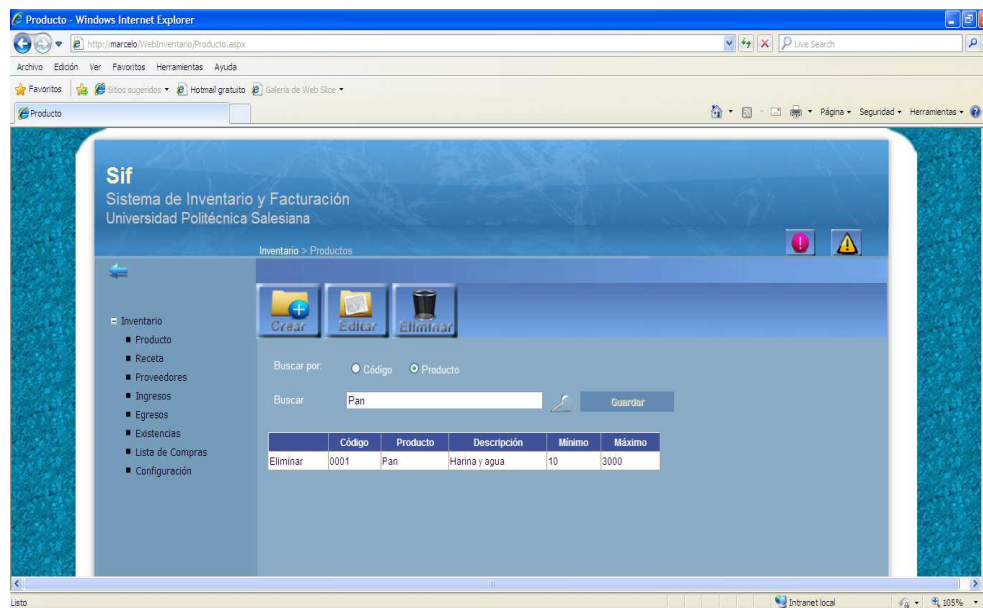 Producto - Windows Internet Explorer
http://marcelo/WebInventario/Producto.aspx
Live Search
Archivo Edición Ver Favoritos Herramientas Ayuda
Favoritos Sitios sugeridos Hotmail gratuito Galería de Web Slice
Producto Página Seguridad Herramientas
Sif
Sistema de Inventario y Facturación
Universidad Politécnica Salesiana
Inventario > Productos
Crear Editar Eliminar
Inventario
Producto
Receta
Proveedores
Ingresos
Egresos
Existencias
Lista de Compras
Configuración
Buscar por: Código Producto
Buscar Pan Guardar
Código Producto Descripción Mínimo Máximo
Eliminar 0001 Pan Harina y agua 10 3000
Listo Intranet local 105%